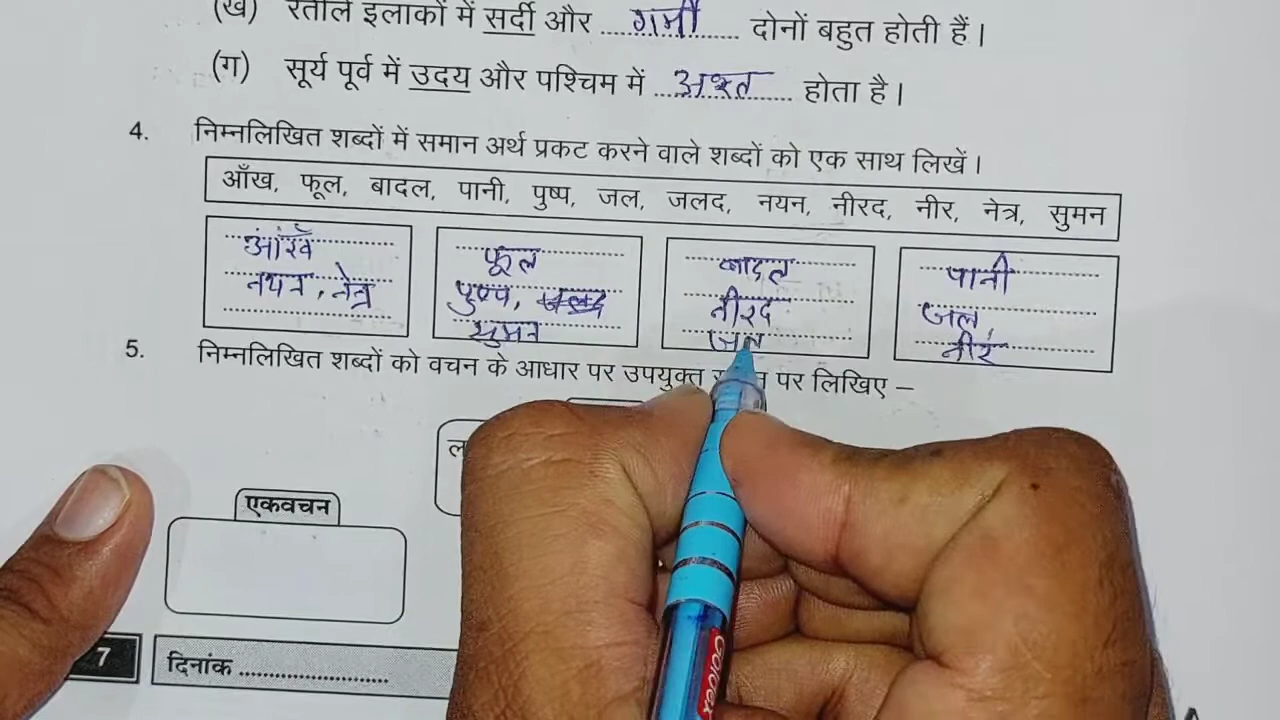 (ख) रेतीले इलाकों में सर्दी और ....गर्मी.... दोनों बहुत होती हैं।
(ग) सूर्य पूर्व में उदय और पश्चिम में ....अस्त.... होता है।
4. निम्नलिखित शब्दों में समान अर्थ प्रकट करने वाले शब्दों को एक साथ लिखें।
आँख, फूल, बादल, पानी, पुष्प, जल, जलद, नयन, नीरद, नीर, नेत्र, सुमन
आंख
नयन, नेत्र
फूल
पुष्प,
सुमन
बादल
नीरद
पानी
जल,
नीर
5. निम्नलिखित शब्दों को वचन के आधार पर उपयुक्त पर लिखिए –
एकवचन
7
दिनांक ....................
Goldex